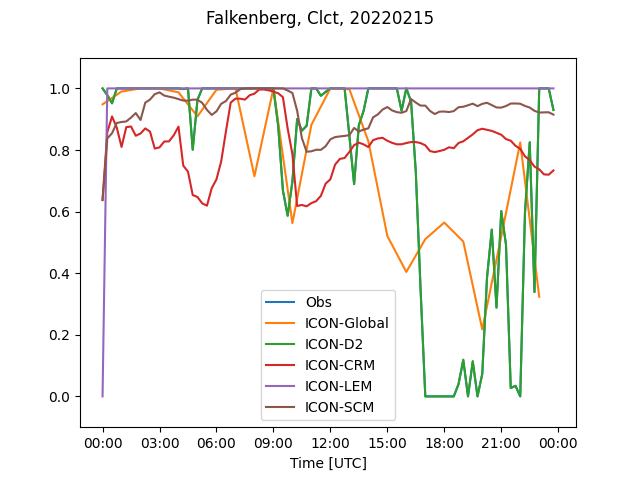 Falkenberg, Clct, 20220215
1.0
0.8
0.6
0.4
0.2
0.0
Obs
ICON-Global
ICON-D2
ICON-CRM
ICON-LEM
ICON-SCM
00:00 03:00 06:00 09:00 12:00 15:00 18:00 21:00 00:00
Time [UTC]